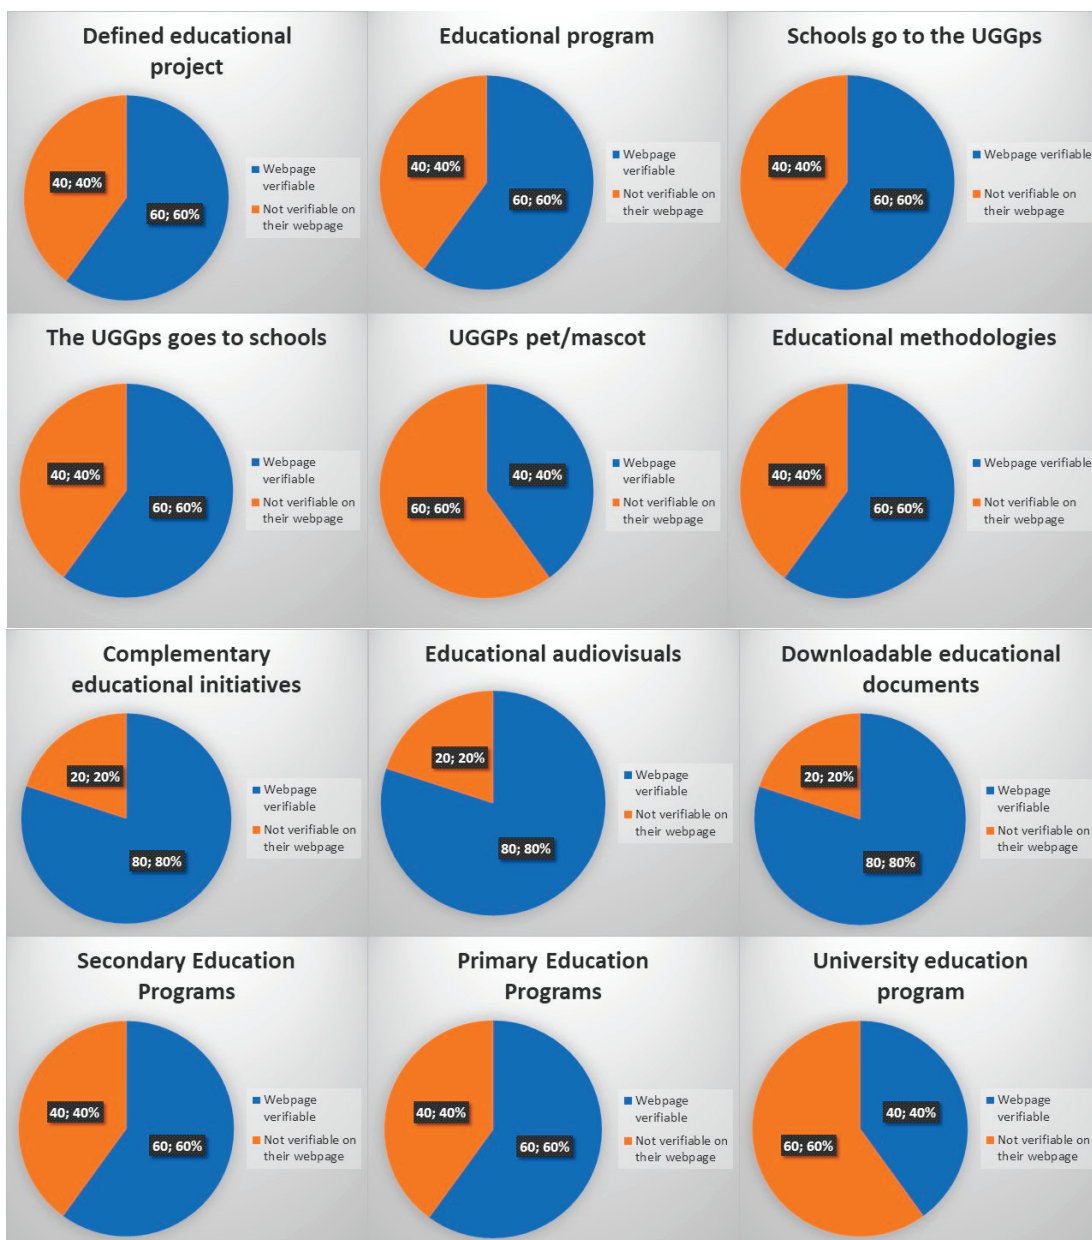 Defined educational
project
40; 40%
60; 60%
Webpage
verifiable
Not verifiable on
their webpage
Educational program
40; 40%
60; 60%
Webpage
verifiable
Not verifiable on
their webpage
Schools go to the UGGps
40; 40%
60; 60%
Webpage verifiable
Not verifiable on
their webpage
The UGGps goes to schools
40; 40%
60; 60%
Webpage
verifiable
Not verifiable on
their webpage
UGGPs pet/mascot
40; 40%
60; 60%
Webpage
verifiable
Not verifiable on
their webpage
Educational methodologies
40; 40%
60; 60%
Webpage verifiable
Not verifiable on
their webpage
Complementary
educational initiatives
20; 20%
80; 80%
Webpage
verifiable
Not verifiable on
their webpage
Educational audiovisuals
20; 20%
80; 80%
Webpage
verifiable
Not verifiable on
their webpage
Downloadable educational
documents
20; 20%
80; 80%
Webpage
verifiable
Not verifiable on
their webpage
Secondary Education
Programs
40; 40%
60; 60%
Webpage
verifiable
Not verifiable on
their webpage
Primary Education
Programs
40; 40%
60; 60%
Webpage
verifiable
Not verifiable on
their webpage
University education
program
40; 40%
60; 60%
Webpage
verifiable
Not verifiable on
their webpage